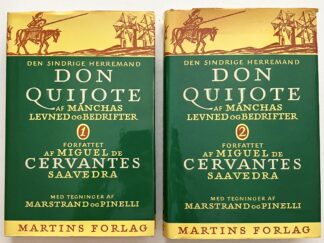 DEN SINDRIGE HERREMAND
DON
QUIJOTE
AF MANCHAS
LEVNED OG BEDRIFTER
1
FORFATTET
AF MIGUEL DE
CERVANTES
SAAVEDRA
MED TEGNINGER AF
MARSTRAND OG PINELLI
MARTINS FORLAG
DEN SINDRIGE HERREMAND
DON
QUIJOTE
AF MANCHAS
LEVNED OG BEDRIFTER
2
FORFATTET
AF MIGUEL DE
CERVANTES
SAAVEDRA
MED TEGNINGER AF
MARSTRAND OG PINELLI
MARTINS FORLAG